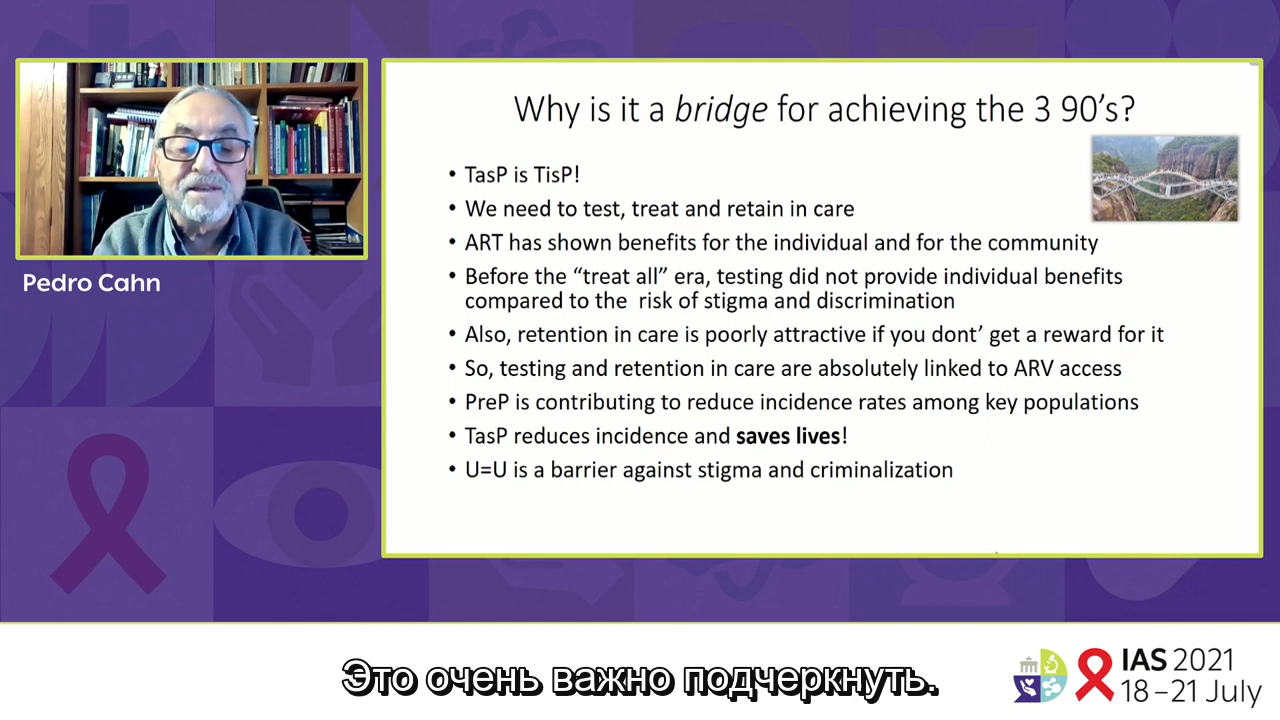 Why is it a bridge for achieving the 3 90's?
• TasP is TisP!
• We need to test, treat and retain in care
• ART has shown benefits for the individual and for the community
• Before the “treat all” era, testing did not provide individual benefits
compared to the risk of stigma and discrimination
• Also, retention in care is poorly attractive if you dont’ get a reward for it
• So, testing and retention in care are absolutely linked to ARV access
• PreP is contributing to reduce incidence rates among key populations
• TasP reduces incidence and saves lives!
• U=U is a barrier against stigma and criminalization
Pedro Cahn
Это очень важно подчеркнуть.
IAS 2021
18–21 July